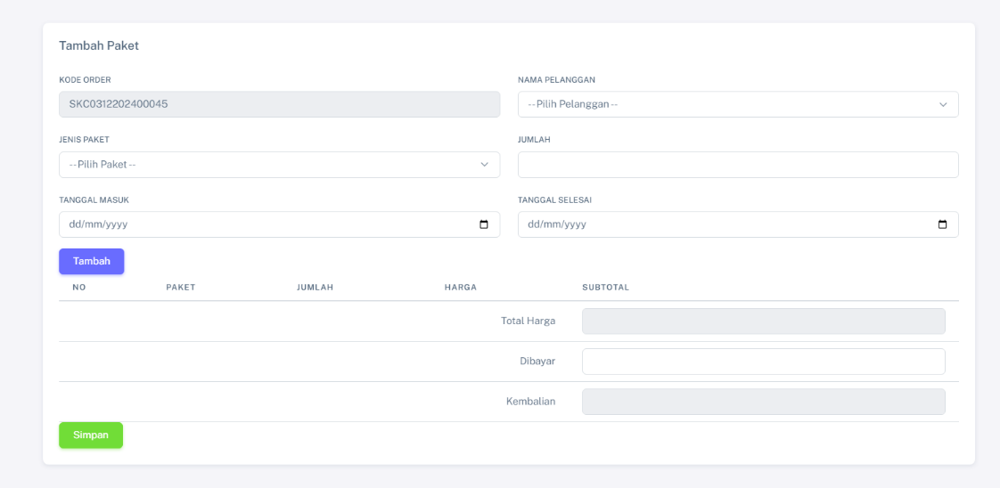 Tambah Paket
KODE ORDER
NAMA PELANGGAN
SKC0312202400045
-- Pilih Pelanggan --
JENIS PAKET
JUMLAH
-- Pilih Paket --
TANGGAL MASUK
TANGGAL SELESAI
dd/mm/yyyy
dd/mm/yyyy
Tambah
NO PAKET JUMLAH HARGA SUBTOTAL
Total Harga
Dibayar
Kembalian
Simpan